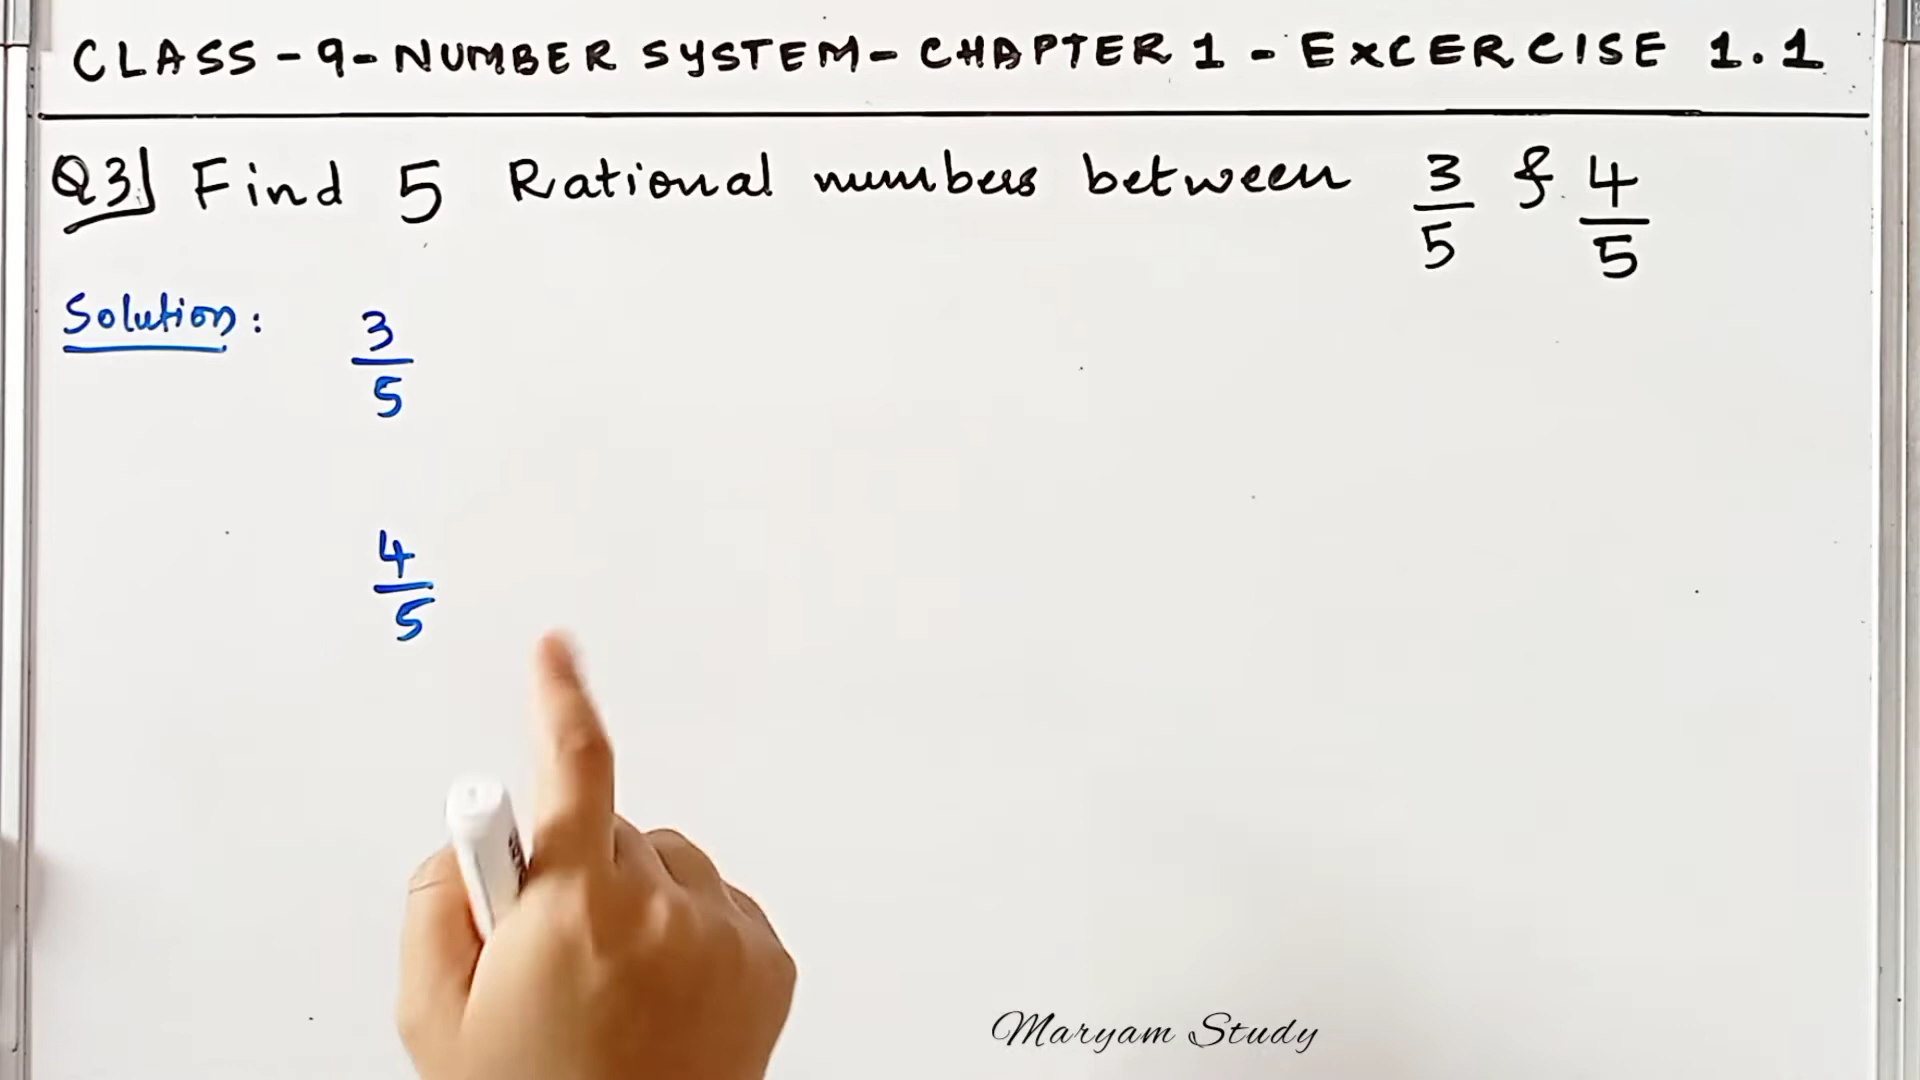 CLASS - 9 - NUMBER SYSTEM - CHAPTER 1 - EXCERCISE 1.1
Q3] Find 5 Rational numbers between 3/5 & 4/5
Solution: 3/5
4/5
Maryam Study